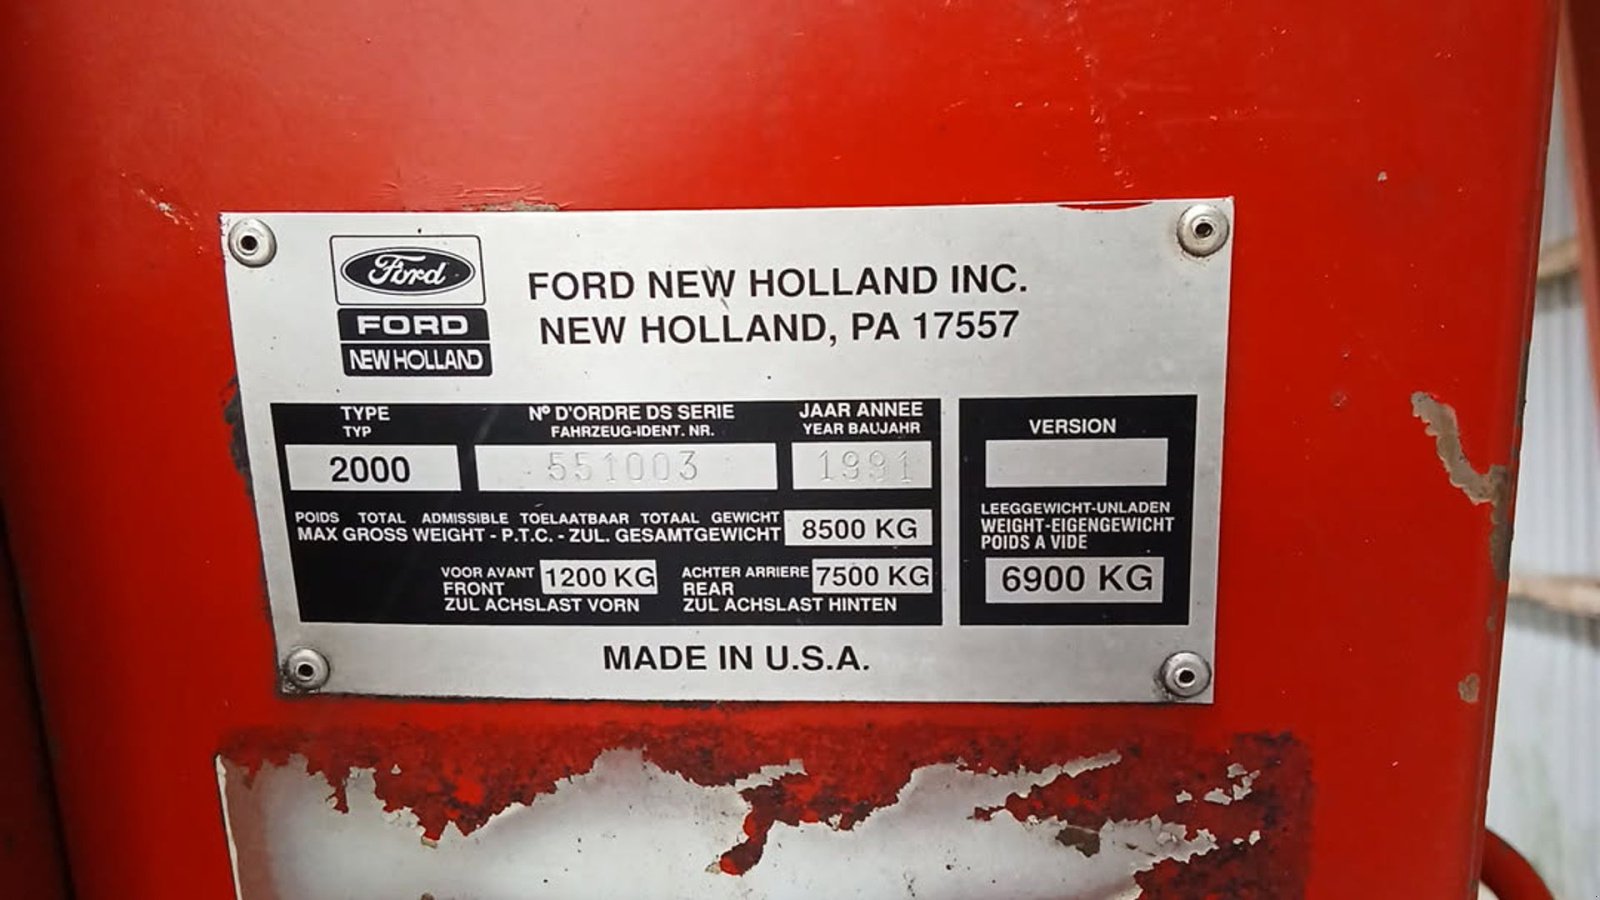 Ford
FORD
NEW HOLLAND
FORD NEW HOLLAND INC.
NEW HOLLAND, PA 17557
TYPE
TYP
2000
Nº D'ORDRE DS SERIE
FAHRZEUG-IDENT. NR.
551003
JAAR ANNEE
YEAR BAUJAHR
1991
POIDS TOTAL ADMISSIBLE TOELAATBAAR TOTAAL GEWICHT
MAX GROSS WEIGHT - P.T.C. - ZUL. GESAMTGEWICHT
8500 KG
VOOR AVANT
FRONT
1200 KG
ZUL ACHSLAST VORN
ACHTER ARRIERE
REAR
7500 KG
ZUL ACHSLAST HINTEN
VERSION
LEEGGEWICHT-UNLADEN
WEIGHT-EIGENGEWICHT
POIDS A VIDE
6900 KG
MADE IN U.S.A.